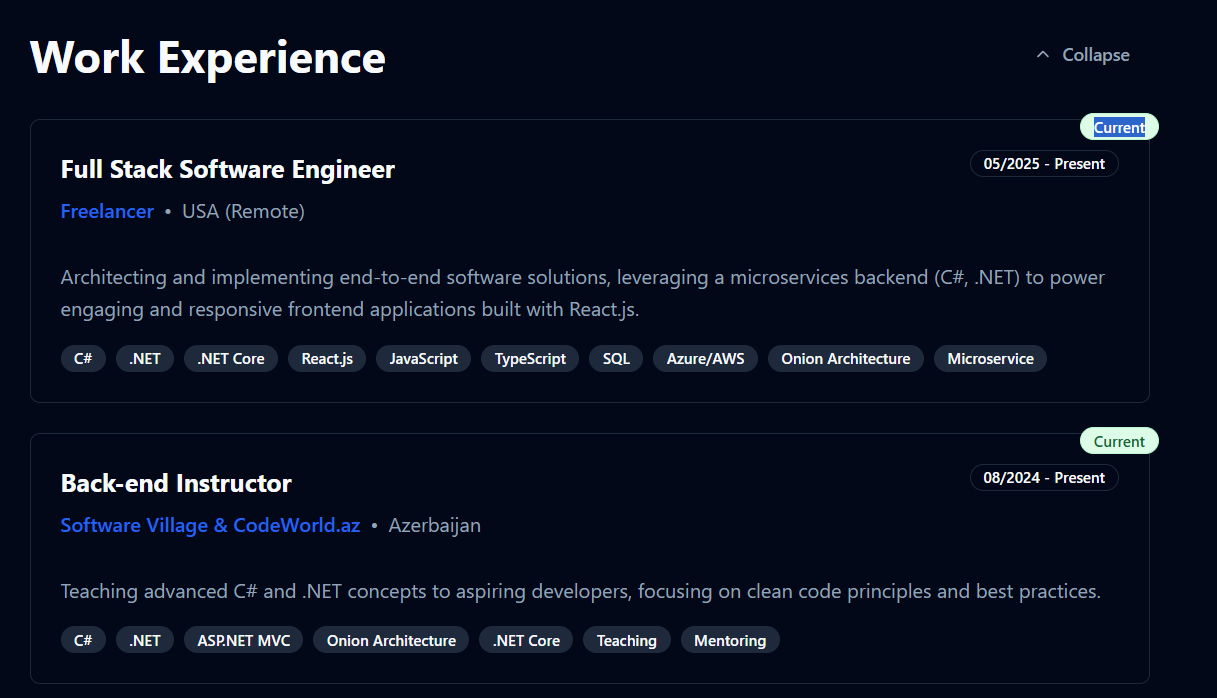 Work Experience
Collapse
Current
Full Stack Software Engineer
05/2025 - Present
Freelancer • USA (Remote)
Architecting and implementing end-to-end software solutions, leveraging a microservices backend (C#, .NET) to power
engaging and responsive frontend applications built with React.js.
C# .NET .NET Core React.js JavaScript TypeScript SQL Azure/AWS Onion Architecture Microservice
Current
Back-end Instructor
08/2024 - Present
Software Village & CodeWorld.az • Azerbaijan
Teaching advanced C# and .NET concepts to aspiring developers, focusing on clean code principles and best practices.
C# .NET ASP.NET MVC Onion Architecture .NET Core Teaching Mentoring